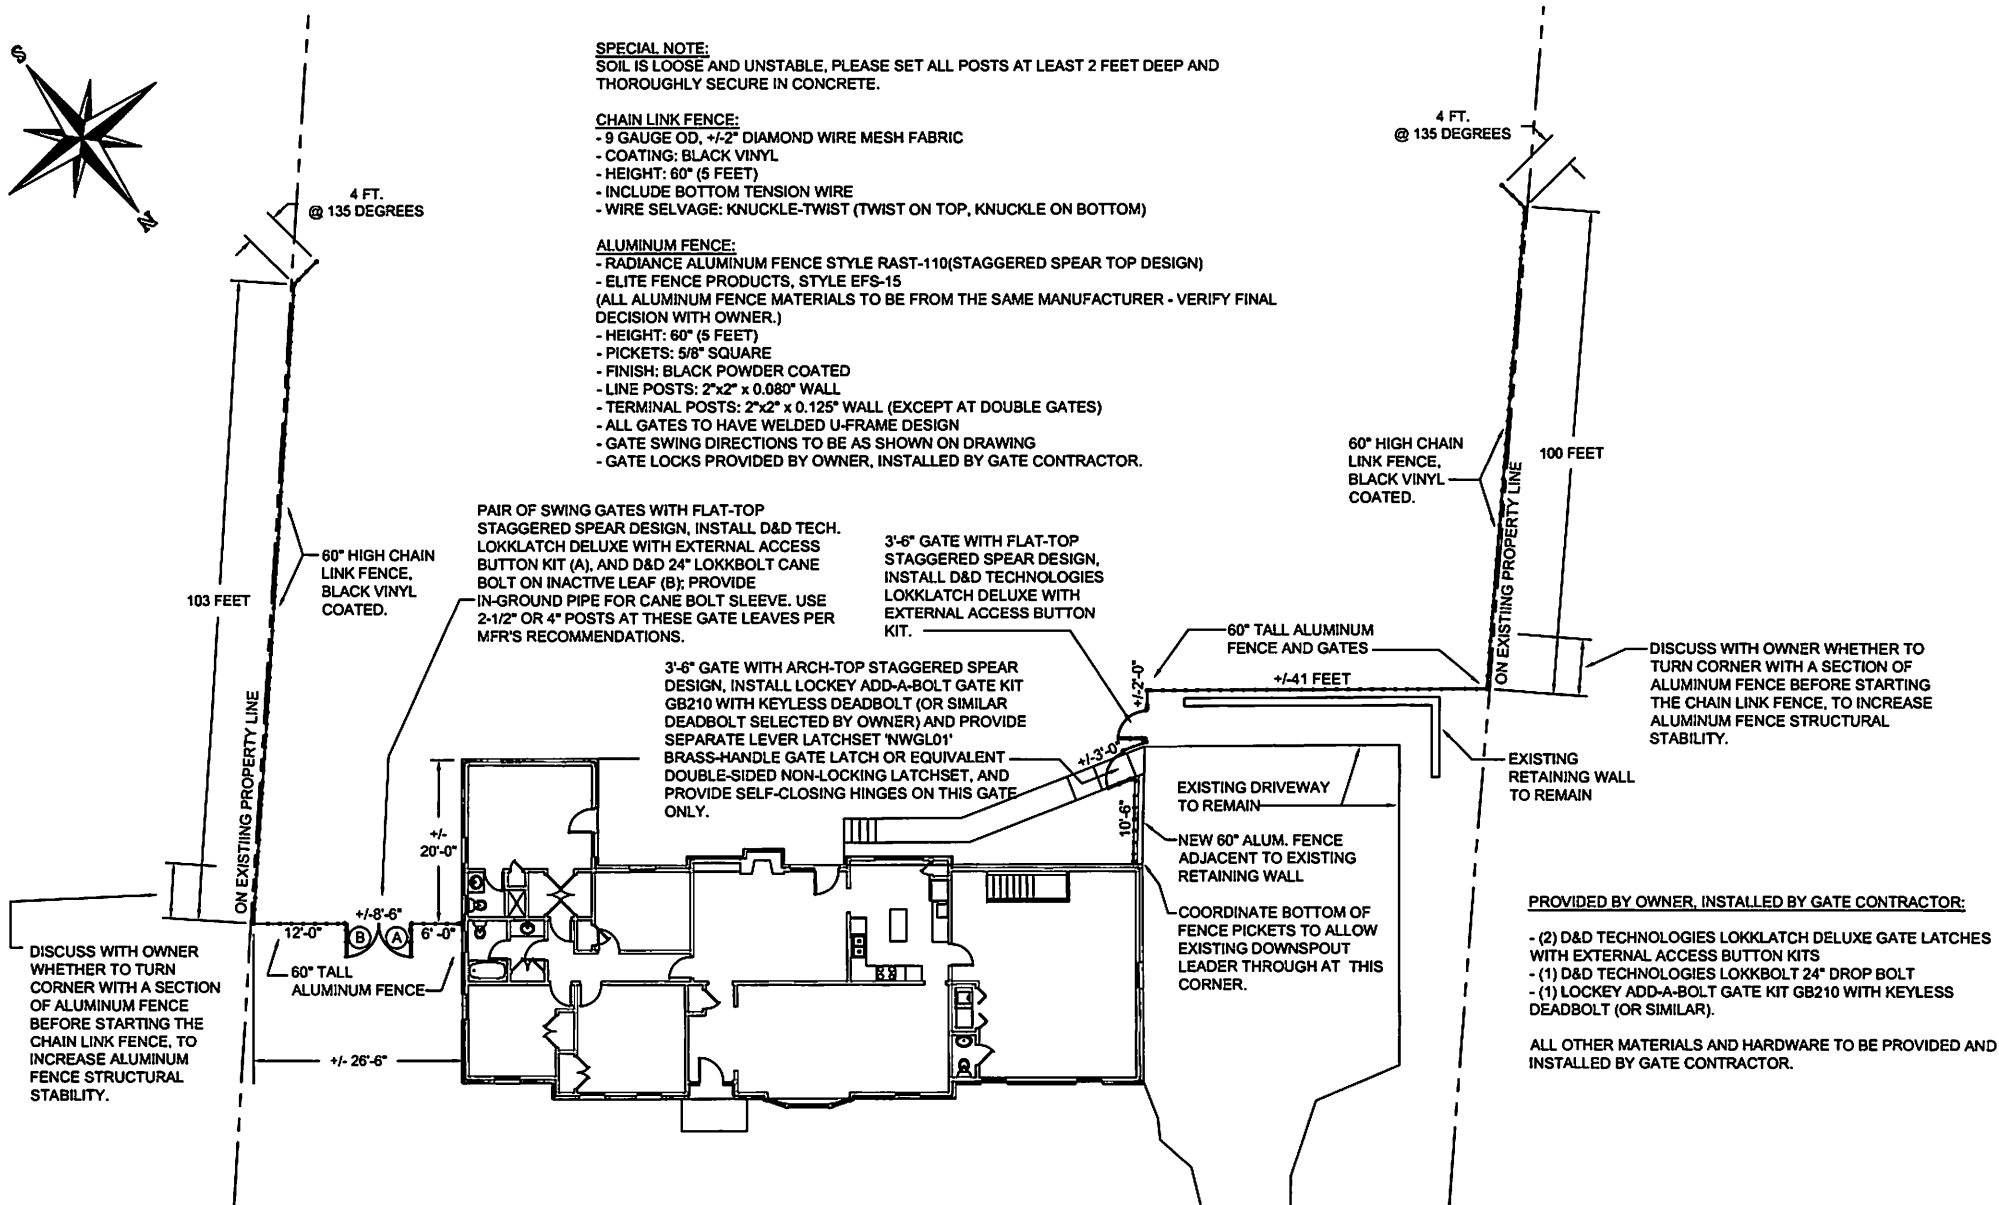 S
N
SPECIAL NOTE:
SOIL IS LOOSE AND UNSTABLE, PLEASE SET ALL POSTS AT LEAST 2 FEET DEEP AND
THOROUGHLY SECURE IN CONCRETE.
CHAIN LINK FENCE:
- 9 GAUGE OD, +/-2" DIAMOND WIRE MESH FABRIC
- COATING: BLACK VINYL
- HEIGHT: 60" (5 FEET)
- INCLUDE BOTTOM TENSION WIRE
- WIRE SELVAGE: KNUCKLE-TWIST (TWIST ON TOP, KNUCKLE ON BOTTOM)
ALUMINUM FENCE:
- RADIANCE ALUMINUM FENCE STYLE RAST-110(STAGGERED SPEAR TOP DESIGN)
- ELITE FENCE PRODUCTS, STYLE EFS-15
(ALL ALUMINUM FENCE MATERIALS TO BE FROM THE SAME MANUFACTURER - VERIFY FINAL
DECISION WITH OWNER.)
- HEIGHT: 60" (5 FEET)
- PICKETS: 5/8" SQUARE
- FINISH: BLACK POWDER COATED
- LINE POSTS: 2"x2" x 0.080" WALL
- TERMINAL POSTS: 2"x2" x 0.125" WALL (EXCEPT AT DOUBLE GATES)
- ALL GATES TO HAVE WELDED U-FRAME DESIGN
- GATE SWING DIRECTIONS TO BE AS SHOWN ON DRAWING
- GATE LOCKS PROVIDED BY OWNER, INSTALLED BY GATE CONTRACTOR.
4 FT.
@ 135 DEGREES
4 FT.
@ 135 DEGREES
103 FEET
60" HIGH CHAIN
LINK FENCE,
BLACK VINYL
COATED.
ON EXISTIING PROPERTY LINE
PAIR OF SWING GATES WITH FLAT-TOP
STAGGERED SPEAR DESIGN, INSTALL D&D TECH.
LOKKLATCH DELUXE WITH EXTERNAL ACCESS
BUTTON KIT (A), AND D&D 24" LOKKBOLT CANE
BOLT ON INACTIVE LEAF (B); PROVIDE
IN-GROUND PIPE FOR CANE BOLT SLEEVE. USE
2-1/2" OR 4" POSTS AT THESE GATE LEAVES PER
MFR'S RECOMMENDATIONS.
3'-6" GATE WITH FLAT-TOP
STAGGERED SPEAR DESIGN,
INSTALL D&D TECHNOLOGIES
LOKKLATCH DELUXE WITH
EXTERNAL ACCESS BUTTON
KIT.
3'-6" GATE WITH ARCH-TOP STAGGERED SPEAR
DESIGN, INSTALL LOCKEY ADD-A-BOLT GATE KIT
GB210 WITH KEYLESS DEADBOLT (OR SIMILAR
DEADBOLT SELECTED BY OWNER) AND PROVIDE
SEPARATE LEVER LATCHSET 'NWGL01'
BRASS-HANDLE GATE LATCH OR EQUIVALENT
DOUBLE-SIDED NON-LOCKING LATCHSET, AND
PROVIDE SELF-CLOSING HINGES ON THIS GATE
ONLY.
60" HIGH CHAIN
LINK FENCE,
BLACK VINYL
COATED.
100 FEET
ON EXISTIING PROPERTY LINE
60" TALL ALUMINUM
FENCE AND GATES
+/-41 FEET
+/-2'-0"
+/-3'-0"
10'-6"
DISCUSS WITH OWNER WHETHER TO
TURN CORNER WITH A SECTION OF
ALUMINUM FENCE BEFORE STARTING
THE CHAIN LINK FENCE, TO INCREASE
ALUMINUM FENCE STRUCTURAL
STABILITY.
EXISTING
RETAINING WALL
TO REMAIN
EXISTING DRIVEWAY
TO REMAIN
NEW 60" ALUM. FENCE
ADJACENT TO EXISTING
RETAINING WALL
COORDINATE BOTTOM OF
FENCE PICKETS TO ALLOW
EXISTING DOWNSPOUT
LEADER THROUGH AT THIS
CORNER.
+/-
20'-0"
+/-8'-6"
12'-0"
B
A
6'-0"
60" TALL
ALUMINUM FENCE
+/- 26'-6"
DISCUSS WITH OWNER
WHETHER TO TURN
CORNER WITH A SECTION
OF ALUMINUM FENCE
BEFORE STARTING THE
CHAIN LINK FENCE, TO
INCREASE ALUMINUM
FENCE STRUCTURAL
STABILITY.
PROVIDED BY OWNER, INSTALLED BY GATE CONTRACTOR:
- (2) D&D TECHNOLOGIES LOKKLATCH DELUXE GATE LATCHES
WITH EXTERNAL ACCESS BUTTON KITS
- (1) D&D TECHNOLOGIES LOKKBOLT 24" DROP BOLT
- (1) LOCKEY ADD-A-BOLT GATE KIT GB210 WITH KEYLESS
DEADBOLT (OR SIMILAR).
ALL OTHER MATERIALS AND HARDWARE TO BE PROVIDED AND
INSTALLED BY GATE CONTRACTOR.